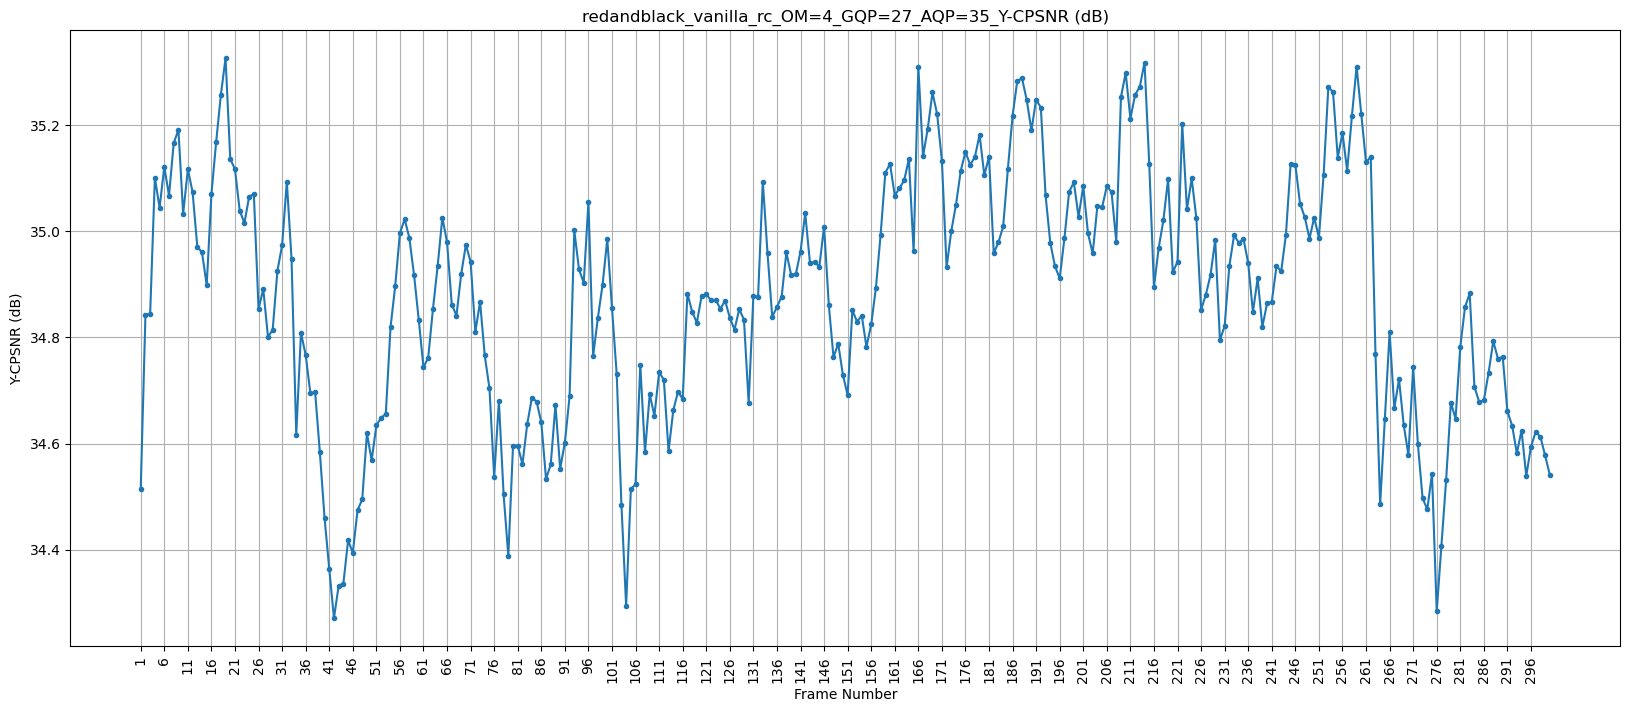 redandblack_vanilla_rc_OM=4_GQP=27_AQP=35_Y-CPSNR (dB)
Y-CPSNR (dB)
35.2
35.0
34.8
34.6
34.4
1 6 11 16 21 26 31 36 41 46 51 56 61 66 71 76 81 86 91 96 101 106 111 116 121 126 131 136 141 146 151 156 161 166 171 176 181 186 191 196 201 206 211 216 221 226 231 236 241 246 251 256 261 266 271 276 281 286 291 296
Frame Number